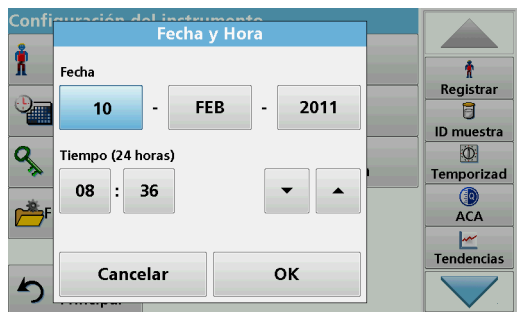 Configuración del instrumento
Fecha y Hora
Fecha
10 - FEB - 2011
Tiempo (24 horas)
08 : 36
Cancelar OK
Principal
Registrar
ID muestra
Temporizad
ACA
Tendencias